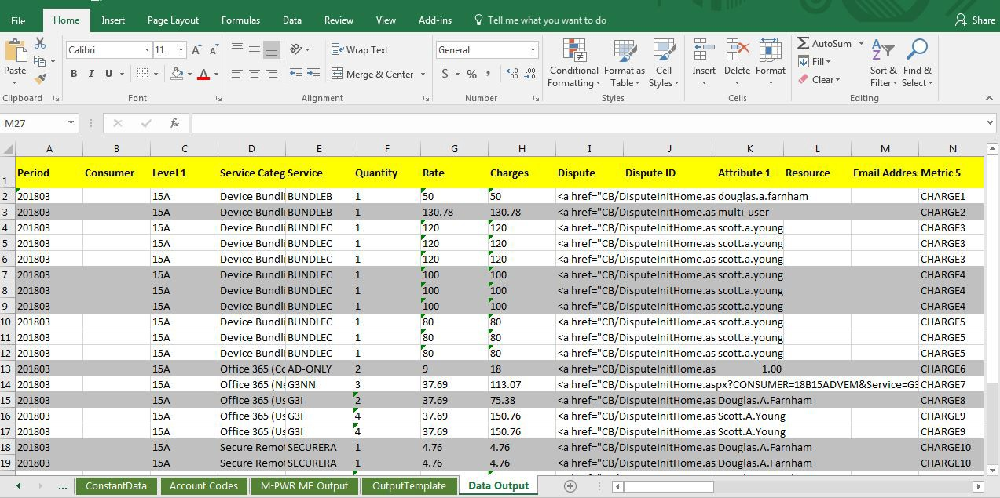 File Home Insert Page Layout Formulas Data Review View Add-ins Tell me what you want to do Share
Paste Calibri 11 A A Wrap Text General Conditional Format as Cell Insert Delete Format AutoSum Sort & Find &
B I U A Merge & Center $ % , .00 Formatting Table Styles Fill Clear Filter Select
Clipboard Font Alignment Number Styles Cells Editing
M27 fx
A B C D E F G H I J K L M N
1 Period Consumer Level 1 Service Categ Service Quantity Rate Charges Dispute Dispute ID Attribute 1 Resource Email Address Metric 5
2 201803 15A Device Bundli BUNDLEB 1 50 50 <a href="CB/DisputeInitHome.as douglas.a.farnham CHARGE1
3 201803 15A Device Bundli BUNDLEB 1 130.78 130.78 <a href="CB/DisputeInitHome.as multi-user CHARGE2
4 201803 15A Device Bundli BUNDLEC 1 120 120 <a href="CB/DisputeInitHome.as scott.a.young CHARGE3
5 201803 15A Device Bundli BUNDLEC 1 120 120 <a href="CB/DisputeInitHome.as scott.a.young CHARGE3
6 201803 15A Device Bundli BUNDLEC 1 120 120 <a href="CB/DisputeInitHome.as scott.a.young CHARGE3
7 201803 15A Device Bundli BUNDLEC 1 100 100 <a href="CB/DisputeInitHome.as scott.a.young CHARGE4
8 201803 15A Device Bundli BUNDLEC 1 100 100 <a href="CB/DisputeInitHome.as scott.a.young CHARGE4
9 201803 15A Device Bundli BUNDLEC 1 100 100 <a href="CB/DisputeInitHome.as scott.a.young CHARGE4
10 201803 15A Device Bundli BUNDLEC 1 80 80 <a href="CB/DisputeInitHome.as scott.a.young CHARGE5
11 201803 15A Device Bundli BUNDLEC 1 80 80 <a href="CB/DisputeInitHome.as scott.a.young CHARGE5
12 201803 15A Device Bundli BUNDLEC 1 80 80 <a href="CB/DisputeInitHome.as scott.a.young CHARGE5
13 201803 15A Office 365 (Cc AD-ONLY 2 9 18 <a href="CB/DisputeInitHome.as 1.00 CHARGE6
14 201803 15A Office 365 (Ne G3NN 3 37.69 113.07 <a href="CB/DisputeInitHome.aspx?CONSUMER=18B15ADVEM&Service=G3 CHARGE7
15 201803 15A Office 365 (Us G3I 2 37.69 75.38 <a href="CB/DisputeInitHome.as Douglas.A.Farnham CHARGE8
16 201803 15A Office 365 (Us G3I 4 37.69 150.76 <a href="CB/DisputeInitHome.as Scott.A.Young CHARGE9
17 201803 15A Office 365 (Us G3I 4 37.69 150.76 <a href="CB/DisputeInitHome.as Scott.A.Young CHARGE9
18 201803 15A Secure Remot SECURERA 1 4.76 4.76 <a href="CB/DisputeInitHome.as Douglas.A.Farnham CHARGE10
19 201803 15A Secure Remot SECURERA 1 4.76 4.76 <a href="CB/DisputeInitHome.as Douglas.A.Farnham CHARGE10
... ConstantData Account Codes M-PWR ME Output OutputTemplate Data Output